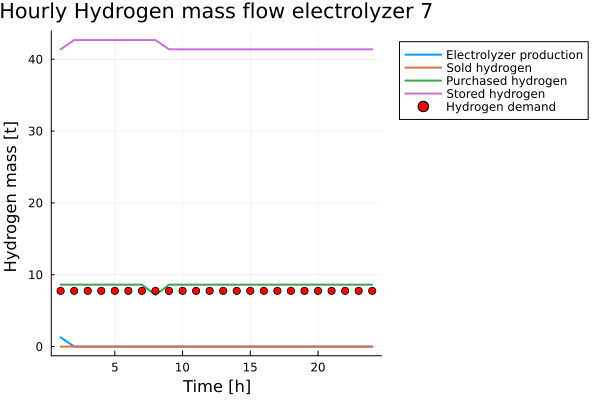 Hourly Hydrogen mass flow electrolyzer 7
Hydrogen mass [t]
40
30
20
10
0
5 10 15 20
Time [h]
Electrolyzer production
Sold hydrogen
Purchased hydrogen
Stored hydrogen
Hydrogen demand